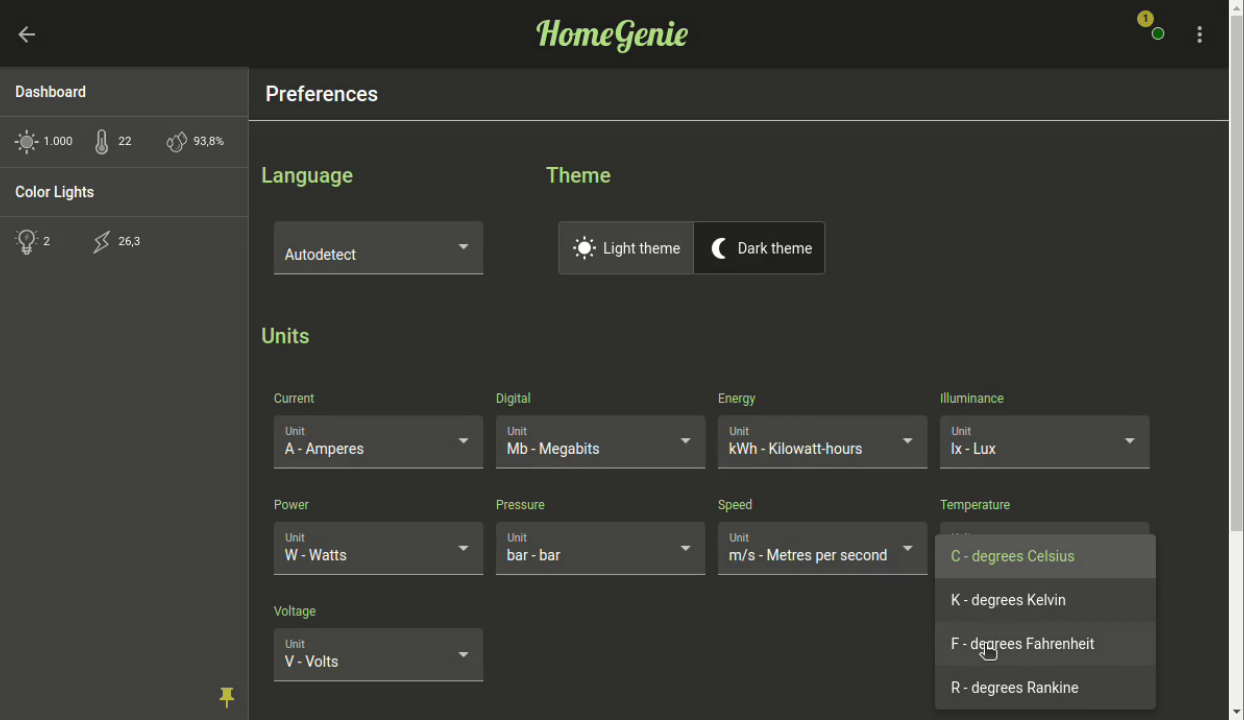 HomeGenie
1
Dashboard
Preferences
1.000
22
93,8%
Color Lights
2
26,3
Language
Theme
Autodetect
Light theme
Dark theme
Units
Current
Digital
Energy
Illuminance
Unit
A - Amperes
Unit
Mb - Megabits
Unit
kWh - Kilowatt-hours
Unit
lx - Lux
Power
Pressure
Speed
Temperature
Unit
W - Watts
Unit
bar - bar
Unit
m/s - Metres per second
C - degrees Celsius
K - degrees Kelvin
F - degrees Fahrenheit
R - degrees Rankine
Voltage
Unit
V - Volts